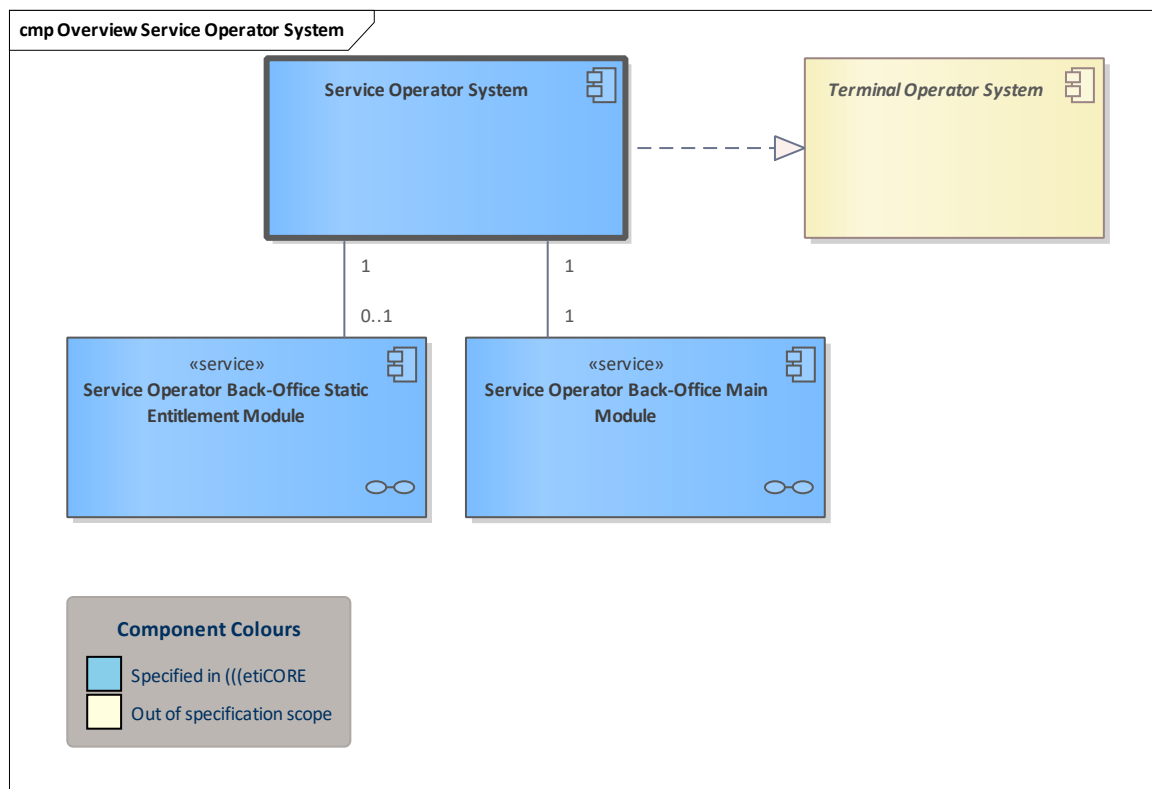 cmp Overview Service Operator System
Service Operator System
Terminal Operator System
1
1
0..1
1
«service»
Service Operator Back-Office Static
Entitlement Module
«service»
Service Operator Back-Office Main
Module
Component Colours
Specified in (((etiCORE
Out of specification scope